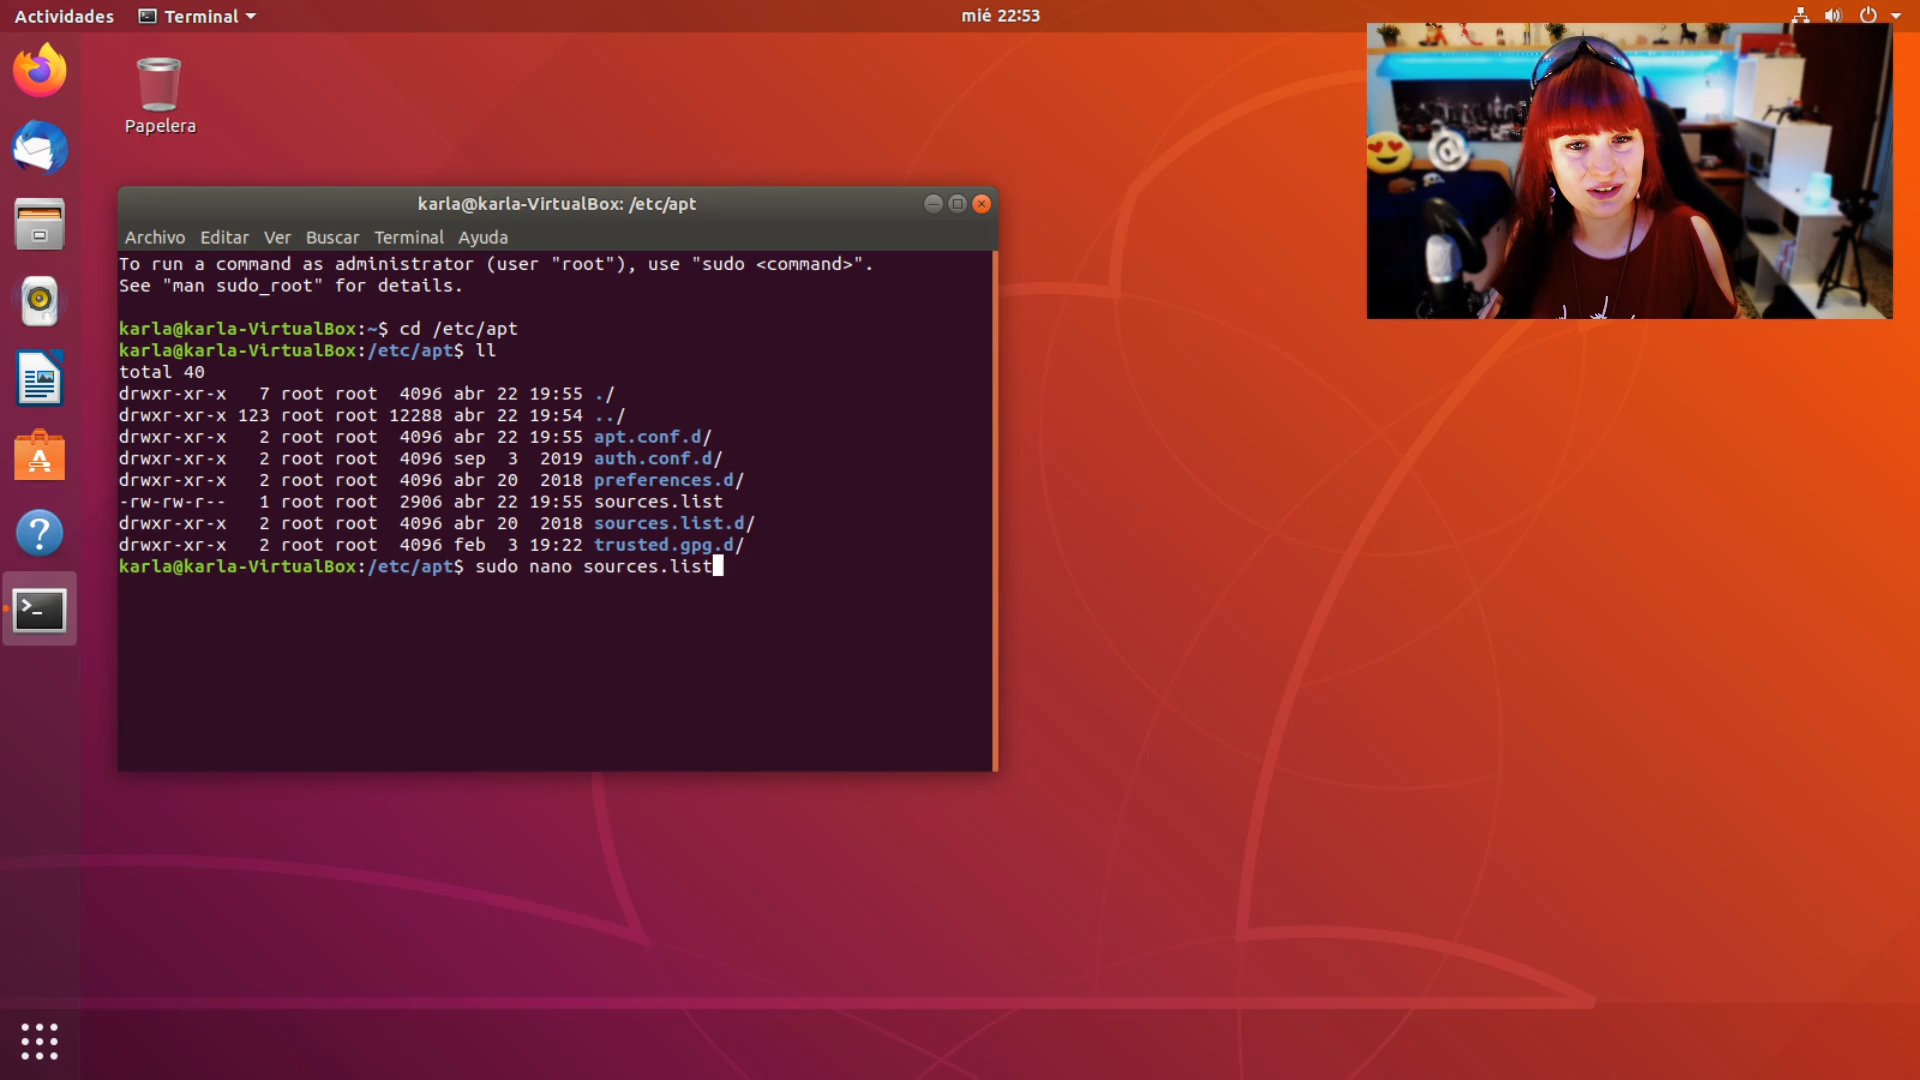 Actividades Terminal mié 22:53
Papelera
karla@karla-VirtualBox: /etc/apt
Archivo Editar Ver Buscar Terminal Ayuda
To run a command as administrator (user "root"), use "sudo <command>".
See "man sudo_root" for details.
karla@karla-VirtualBox:~$ cd /etc/apt
karla@karla-VirtualBox:/etc/apt$ ll
total 40
drwxr-xr-x   7 root root  4096 abr 22 19:55 ./
drwxr-xr-x 123 root root 12288 abr 22 19:54 ../
drwxr-xr-x   2 root root  4096 abr 22 19:55 apt.conf.d/
drwxr-xr-x   2 root root  4096 sep  3  2019 auth.conf.d/
drwxr-xr-x   2 root root  4096 abr 20  2018 preferences.d/
-rw-rw-r--   1 root root  2906 abr 22 19:55 sources.list
drwxr-xr-x   2 root root  4096 abr 20  2018 sources.list.d/
drwxr-xr-x   2 root root  4096 feb  3 19:22 trusted.gpg.d/
karla@karla-VirtualBox:/etc/apt$ sudo nano sources.list